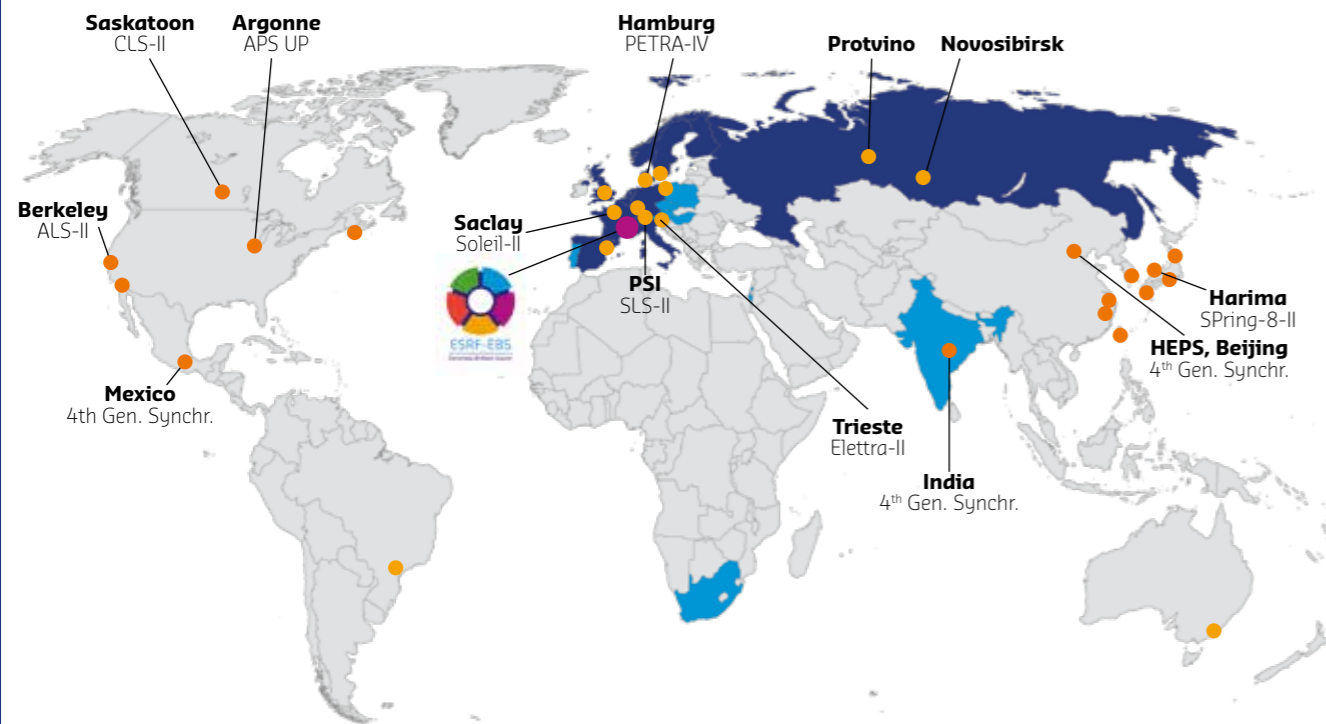 Saskatoon
CLS-II
Argonne
APS UP
Hamburg
PETRA-IV
Protvino
Novosibirsk
Berkeley
ALS-II
Saclay
Soleil-II
ESRF-EBS
PSI
SLS-II
Harima
SPring-8-II
HEPS, Beijing
4th Gen. Synchr.
Mexico
4th Gen. Synchr.
Trieste
Elettra-II
India
4th Gen. Synchr.